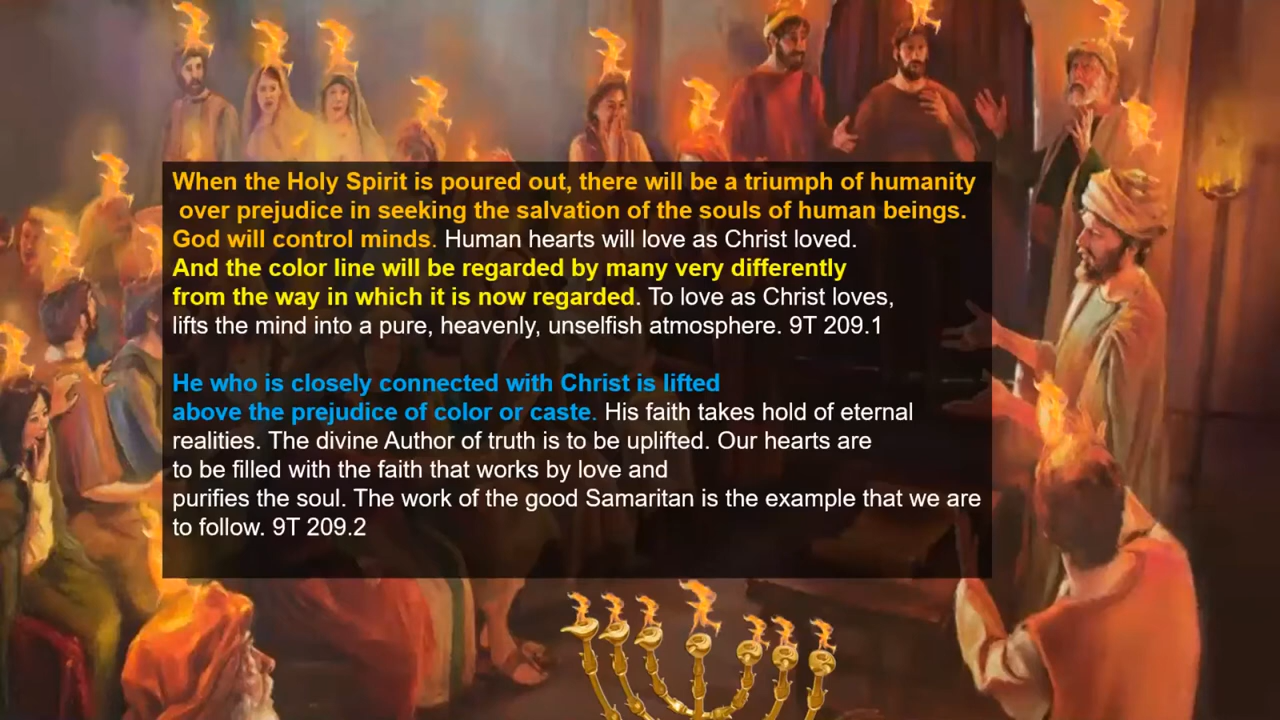 When the Holy Spirit is poured out, there will be a triumph of humanity
over prejudice in seeking the salvation of the souls of human beings.
God will control minds. Human hearts will love as Christ loved.
And the color line will be regarded by many very differently
from the way in which it is now regarded. To love as Christ loves,
lifts the mind into a pure, heavenly, unselfish atmosphere. 9T 209.1
He who is closely connected with Christ is lifted
above the prejudice of color or caste. His faith takes hold of eternal
realities. The divine Author of truth is to be uplifted. Our hearts are
to be filled with the faith that works by love and
purifies the soul. The work of the good Samaritan is the example that we are
to follow. 9T 209.2